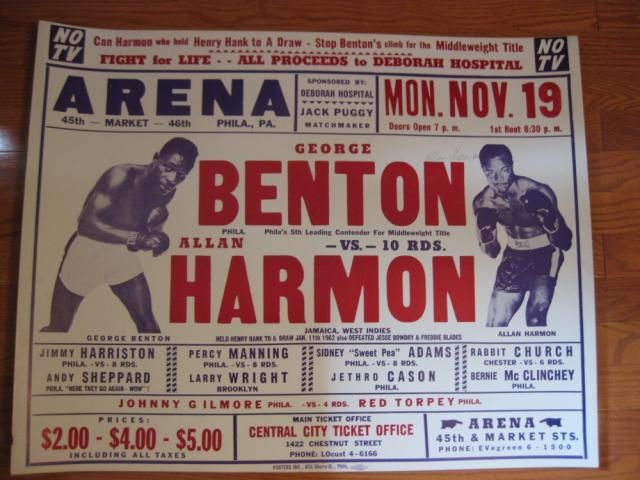 NO TV
Can Harmon who held Henry Hank to A Draw - Stop Benton's climb for the Middleweight Title
FIGHT for LIFE - - ALL PROCEEDS to DEBORAH HOSPITAL
NO TV
ARENA
45th — MARKET — 46th PHILA., PA.
SPONSORED BY:
DEBORAH HOSPITAL
JACK PUGGY
MATCHMAKER
MON. NOV. 19
Doors Open 7 p. m. 1st Bout 8:30 p. m.
GEORGE
BENTON
PHILA. Phila's 5th Leading Contender For Middleweight Title
ALLAN — VS. — 10 RDS.
HARMON
JAMAICA, WEST INDIES
HELD HENRY HANK TO A DRAW JAN. 11th 1962 also DEFEATED JESSE BOWDRY & FREDDIE BLADES
GEORGE BENTON
ALLAN HARMON
JIMMY HARRISTON
PHILA. -VS- 8 RDS.
ANDY SHEPPARD
PHILA. "HERE THEY GO AGAIN - WOW"!
PERCY MANNING
PHILA. -VS- 8 RDS.
LARRY WRIGHT
BROOKLYN
SIDNEY "Sweet Pea" ADAMS
PHILA. -VS- 8 RDS.
JETHRO CASON
PHILA.
RABBIT CHURCH
CHESTER -VS- 6 RDS.
BERNIE Mc CLINCHEY
PHILA.
JOHNNY GILMORE PHILA. -VS- 4 RDS. RED TORPEY PHILA.
PRICES:
$2.00 - $4.00 - $5.00
INCLUDING ALL TAXES
MAIN TICKET OFFICE
CENTRAL CITY TICKET OFFICE
1422 CHESTNUT STREET
PHONE: LOcust 4-6166
ARENA
45th & MARKET STS.
PHONE: EVegreen 6 - 1500
POSTERS INC., 831 Cherry St., Phila.